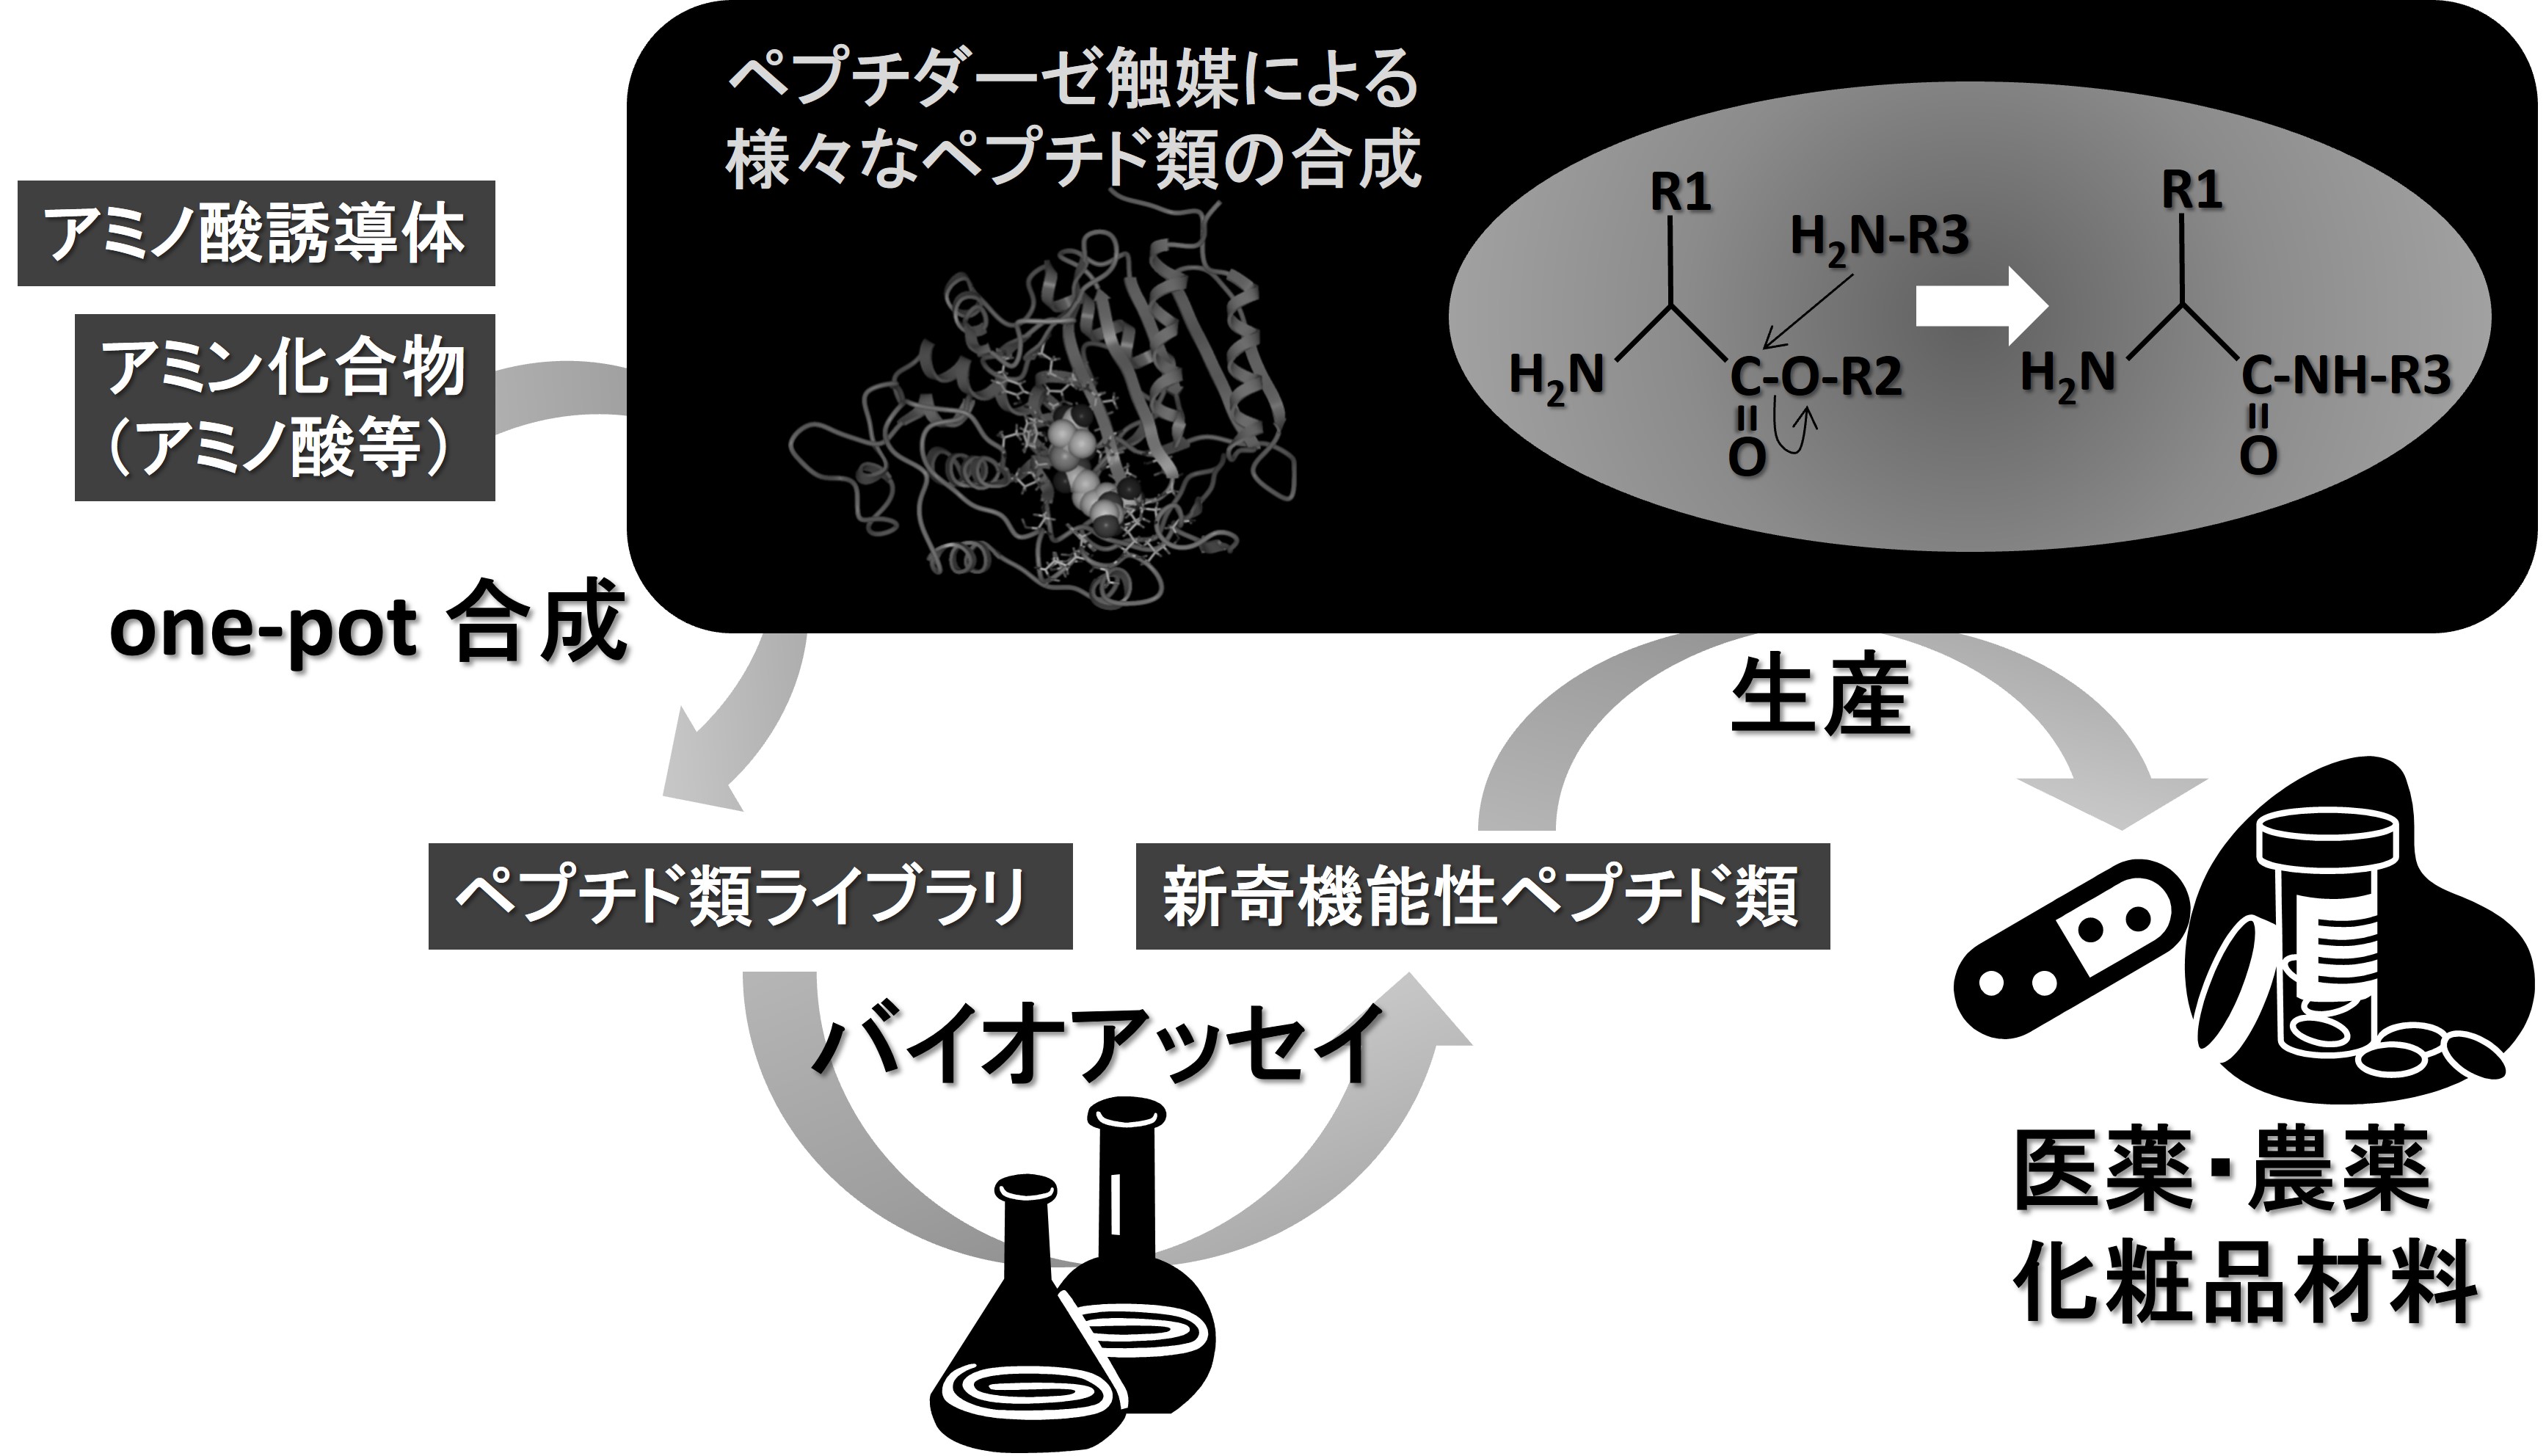 ペプチダーゼ触媒による
様々なペプチド類の合成
アミノ酸誘導体
アミン化合物
（アミノ酸等）
one-pot 合成
R1
H₂N-R3
H₂N
C-O-R2
O
R1
H₂N
C-NH-R3
O
生産
ペプチド類ライブラリ
新奇機能性ペプチド類
バイオアッセイ
医薬・農薬
化粧品材料